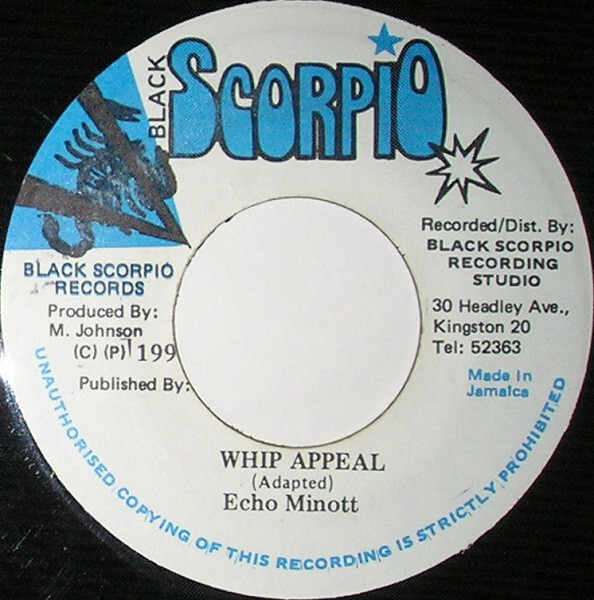 BLACK
SCORPIO
BLACK SCORPIO
RECORDS
Produced By:
M. Johnson
(C) (P) 199
Published By:
Recorded/Dist. By:
BLACK SCORPIO
RECORDING
STUDIO
30 Headley Ave.,
Kingston 20
Tel: 52363
Made In
Jamaica
WHIP APPEAL
(Adapted)
Echo Minott
UNAUTHORISED COPYING OF THIS RECORDING IS STRICTLY PROHIBITED